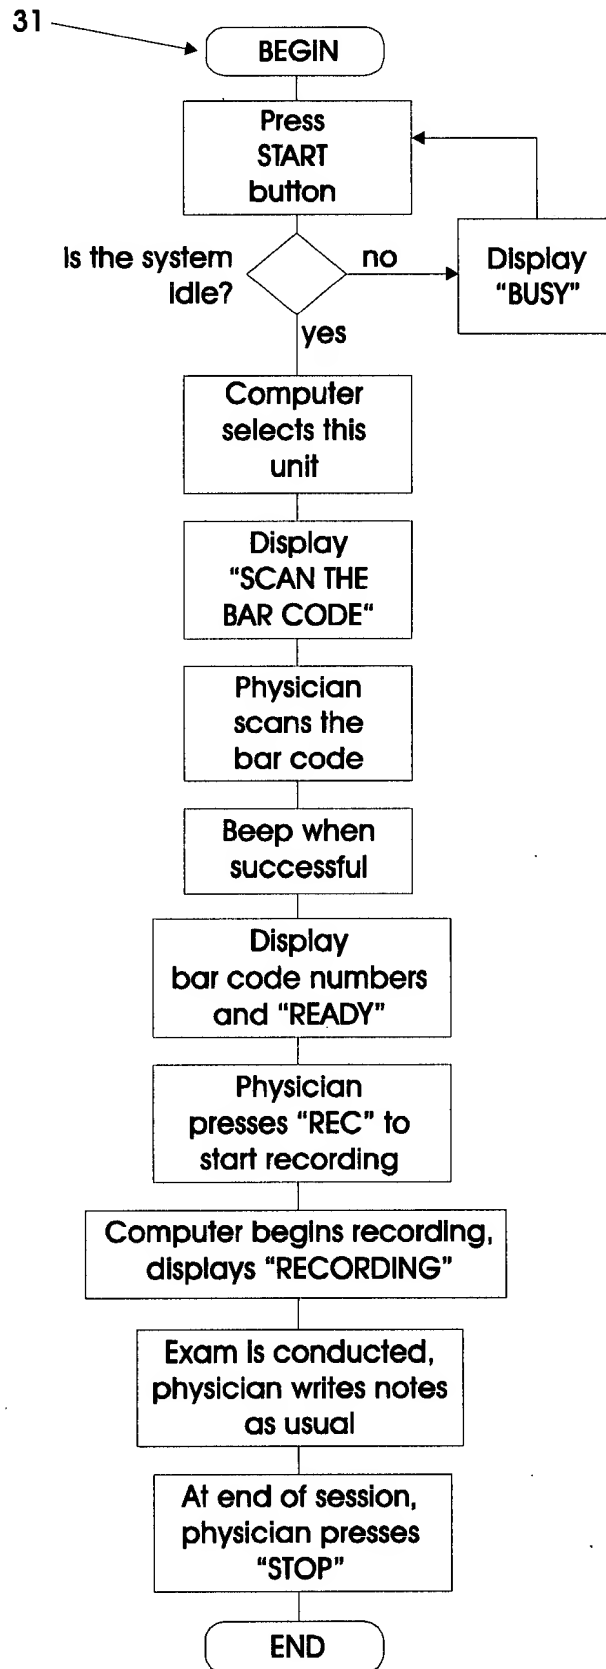 31
BEGIN
Press
START
button
Is the system
idle?
no
Display
"BUSY"
yes
Computer
selects this
unit
Display
"SCAN THE
BAR CODE"
Physician
scans the
bar code
Beep when
successful
Display
bar code numbers
and "READY"
Physician
presses "REC" to
start recording
Computer begins recording,
displays "RECORDING"
Exam is conducted,
physician writes notes
as usual
At end of session,
physician presses
"STOP"
END